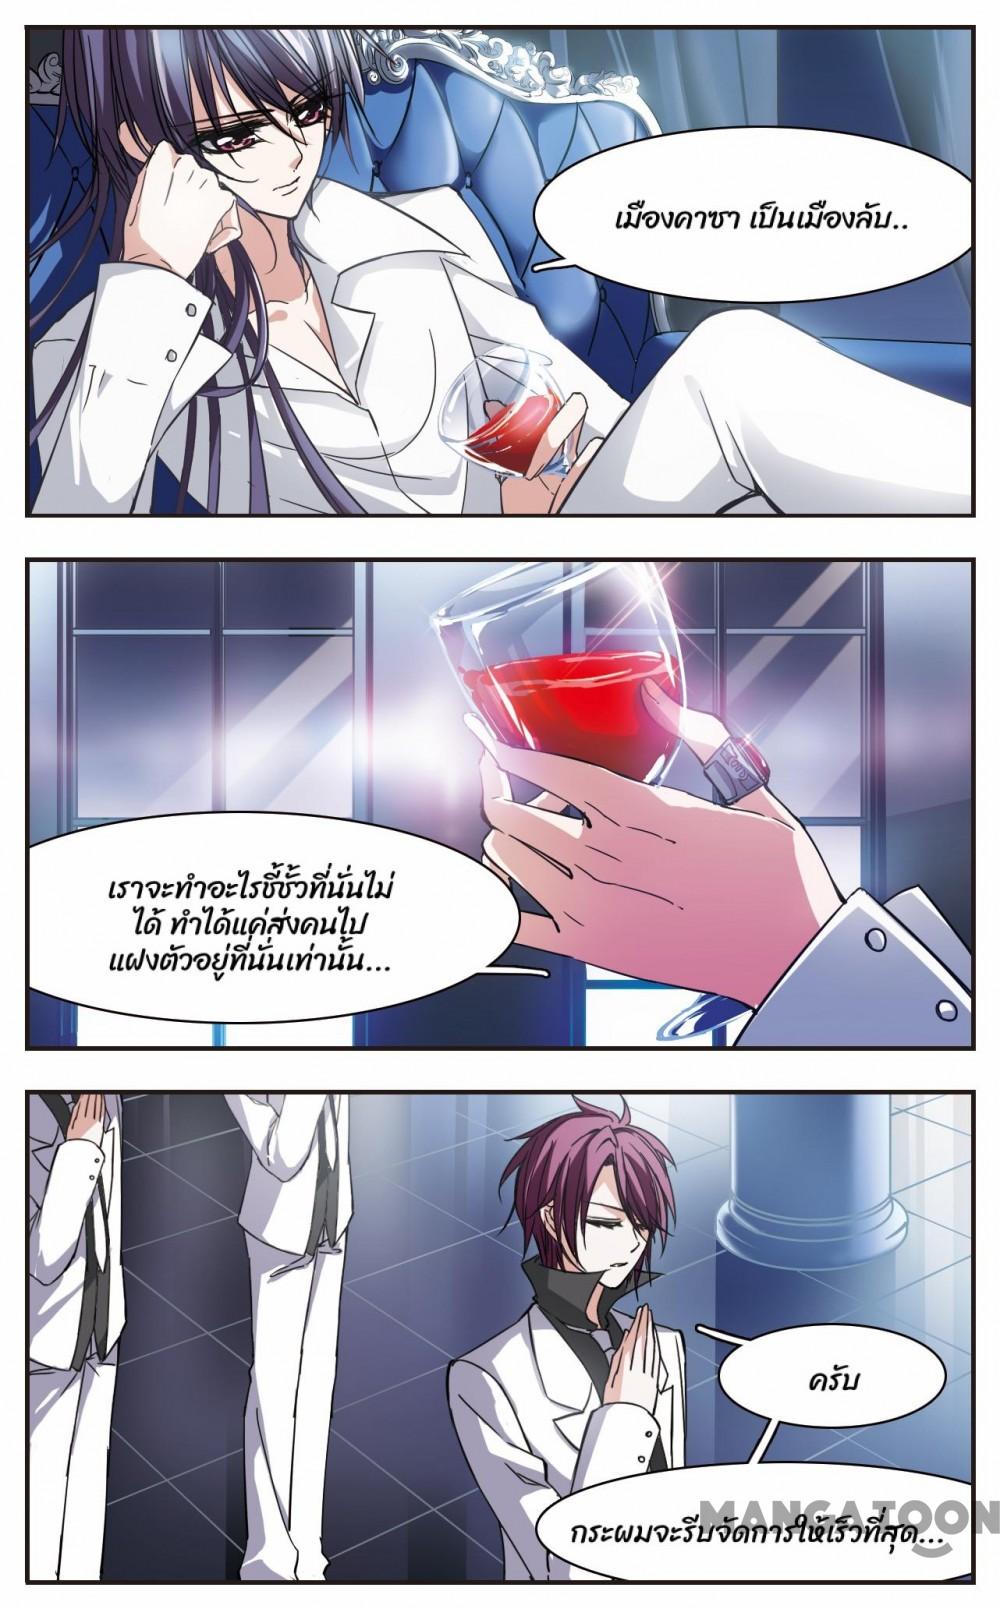 เมืองคาซา เป็นเมืองลับ..
เราจะทำอะไรซี้ซั้วที่นั่นไม่
ได้ ทำได้แค่ส่งคนไป
แฝงตัวอยู่ที่นั่นเท่านั้น...
ครับ
MANGATOON
กระผมจะรีบจัดการให้เร็วที่สุด...